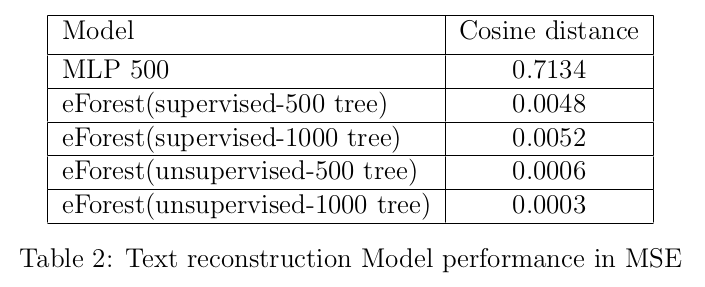 Model Cosine distance
MLP 500 0.7134
eForest(supervised-500 tree) 0.0048
eForest(supervised-1000 tree) 0.0052
eForest(unsupervised-500 tree) 0.0006
eForest(unsupervised-1000 tree) 0.0003
Table 2: Text reconstruction Model performance in MSE